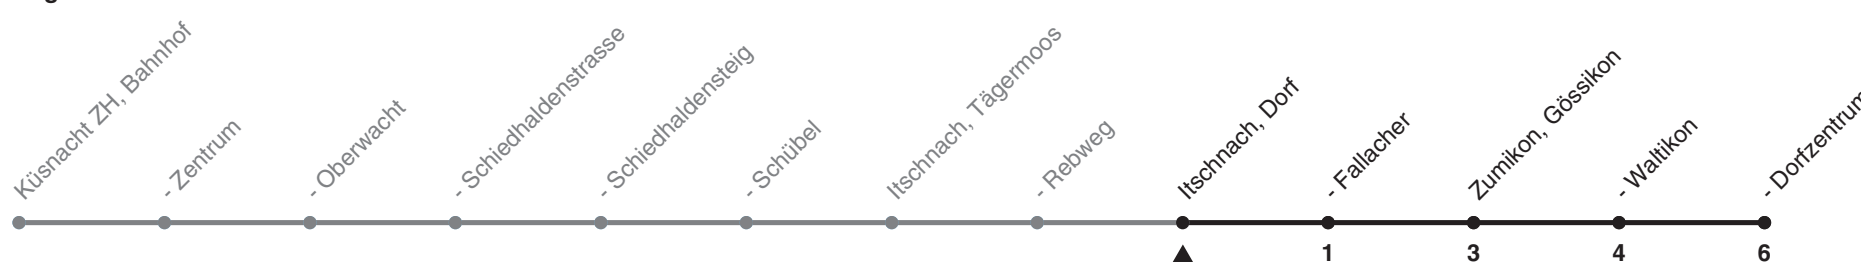 Küsnacht ZH, Bahnhof
- Zentrum
- Oberwacht
- Schiedhaldenstrasse
- Schiedhaldensteig
- Schübel
Itschnach, Tägermoos
- Rebweg
Itschnach, Dorf
- Fallacher
Zumikon, Gössikon
- Waltikon
- Dorfzentrum
1
3
4
6